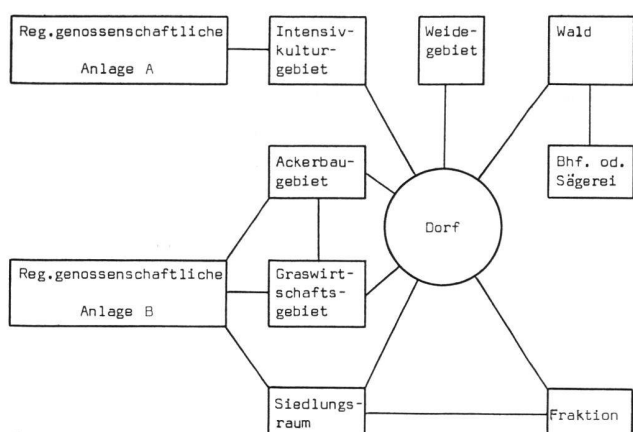 Reg.genossenschaftliche
Anlage A
Intensiv-
kultur-
gebiet
Weide-
gebiet
Wald
Ackerbau-
gebiet
Bhf. od.
Sägerei
Dorf
Reg.genossenschaftliche
Anlage B
Graswirt-
schafts-
gebiet
Siedlungs-
raum
Fraktion